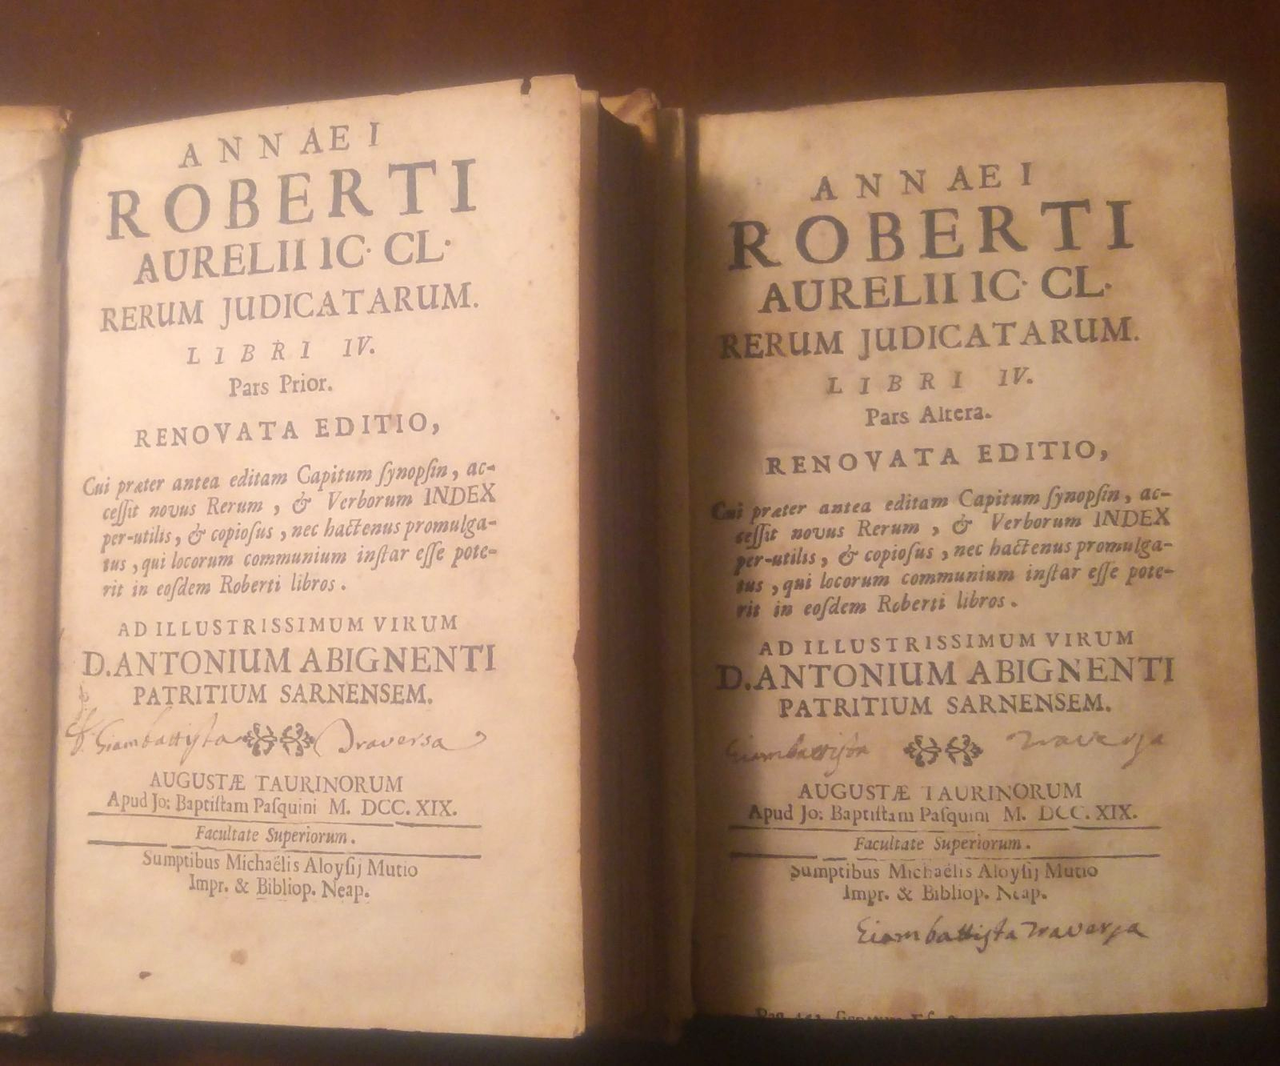 ANNAEI
ROBERTI
AURELII IC· CL·
RERUM JUDICATARUM.
LIBRI IV.
Pars Prior.
RENOVATA EDITIO,
Cui præter antea editam Capitum ſynopſin, ac-
ceſſit novus Rerum, & Verborum INDEX
per-utilis, & copioſus, nec hactenus promulga-
tus, qui locorum communium inſtar eſſe pote-
rit in eoſdem Roberti libros.
AD ILLUSTRISSIMUM VIRUM
D. ANTONIUM ABIGNENTI
PATRITIUM SARNENSEM.
Giambattiſta Traversa
AUGUSTÆ TAURINORUM
Apud Jo: Baptiſtam Paſquini M. DCC. XIX.
Facultate Superiorum.
Sumptibus Michaëlis Aloyſij Mutio
Impr. & Bibliop. Neap.
ANNAEI
ROBERTI
AURELII IC· CL·
RERUM JUDICATARUM.
LIBRI IV.
Pars Altera.
RENOVATA EDITIO,
Cui præter antea editam Capitum ſynopſin, ac-
ceſſit novus Rerum, & Verborum INDEX
per-utilis, & copioſus, nec hactenus promulga-
tus, qui locorum communium inſtar eſſe pote-
rit in eoſdem Roberti libros.
AD ILLUSTRISSIMUM VIRUM
D. ANTONIUM ABIGNENTI
PATRITIUM SARNENSEM.
Giambattiſta Traverſa
AUGUSTÆ TAURINORUM
Apud Jo: Baptiſtam Paſquini M. DCC. XIX.
Facultate Superiorum.
Sumptibus Michaëlis Aloyſij Mutio
Impr. & Bibliop. Neap.
Giambattiſta Traverſa